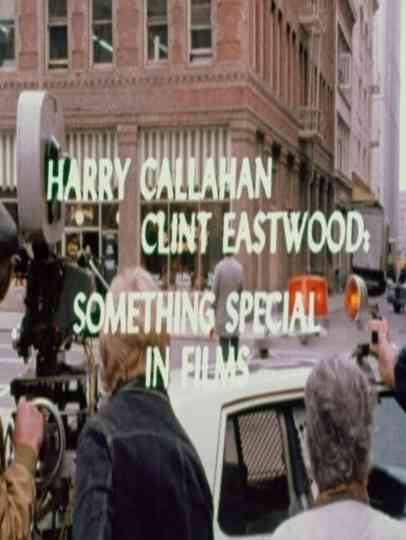 HARRY CALLAHAN
CLINT EASTWOOD:
SOMETHING SPECIAL
IN FILMS